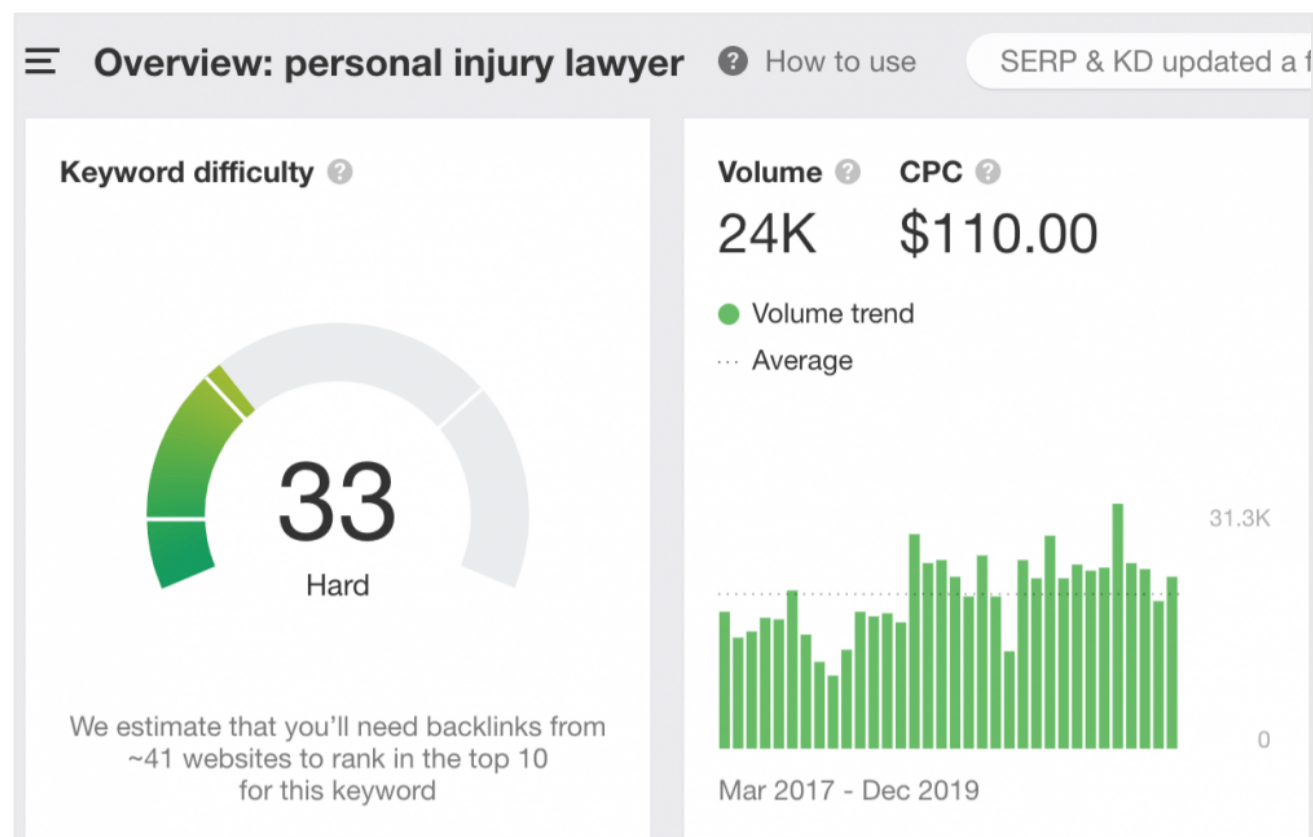 Overview: personal injury lawyer ? How to use SERP & KD updated a
Keyword difficulty ?
33
Hard
We estimate that you'll need backlinks from
~41 websites to rank in the top 10
for this keyword
Volume ? CPC ?
24K $110.00
Volume trend
Average
31.3K
0
Mar 2017 - Dec 2019